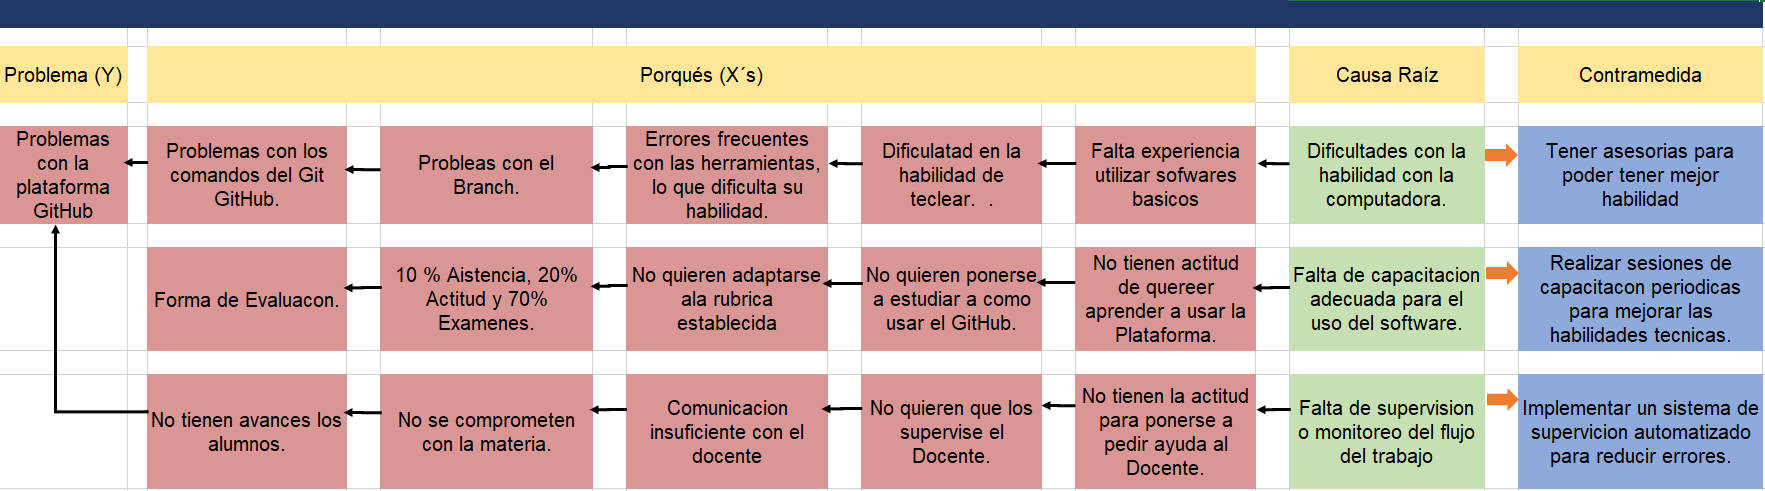 Problema (Y)
Porqués (X´s)
Causa Raíz
Contramedida
Problemas
con la
plataforma
GitHub
Problemas con los
comandos del Git
GitHub.
Probleas con el
Branch.
Errores frecuentes
con las herramientas,
lo que dificulta su
habilidad.
Dificulatad en la
habilidad de
teclear. .
Falta experiencia
utilizar sofwares
basicos
Dificultades con la
habilidad con la
computadora.
Tener asesorias para
poder tener mejor
habilidad
Forma de Evaluacon.
10 % Aistencia, 20%
Actitud y 70%
Examenes.
No quieren adaptarse
ala rubrica
establecida
No quieren ponerse
a estudiar a como
usar el GitHub.
No tienen actitud
de quereer
aprender a usar la
Plataforma.
Falta de capacitacion
adecuada para el
uso del software.
Realizar sesiones de
capacitacon periodicas
para mejorar las
habilidades tecnicas.
No tienen avances los
alumnos.
No se comprometen
con la materia.
Comunicacion
insuficiente con el
docente
No quieren que los
supervise el
Docente.
No tienen la actitud
para ponerse a
pedir ayuda al
Docente.
Falta de supervision
o monitoreo del flujo
del trabajo
Implementar un sistema de
supervicion automatizado
para reducir errores.